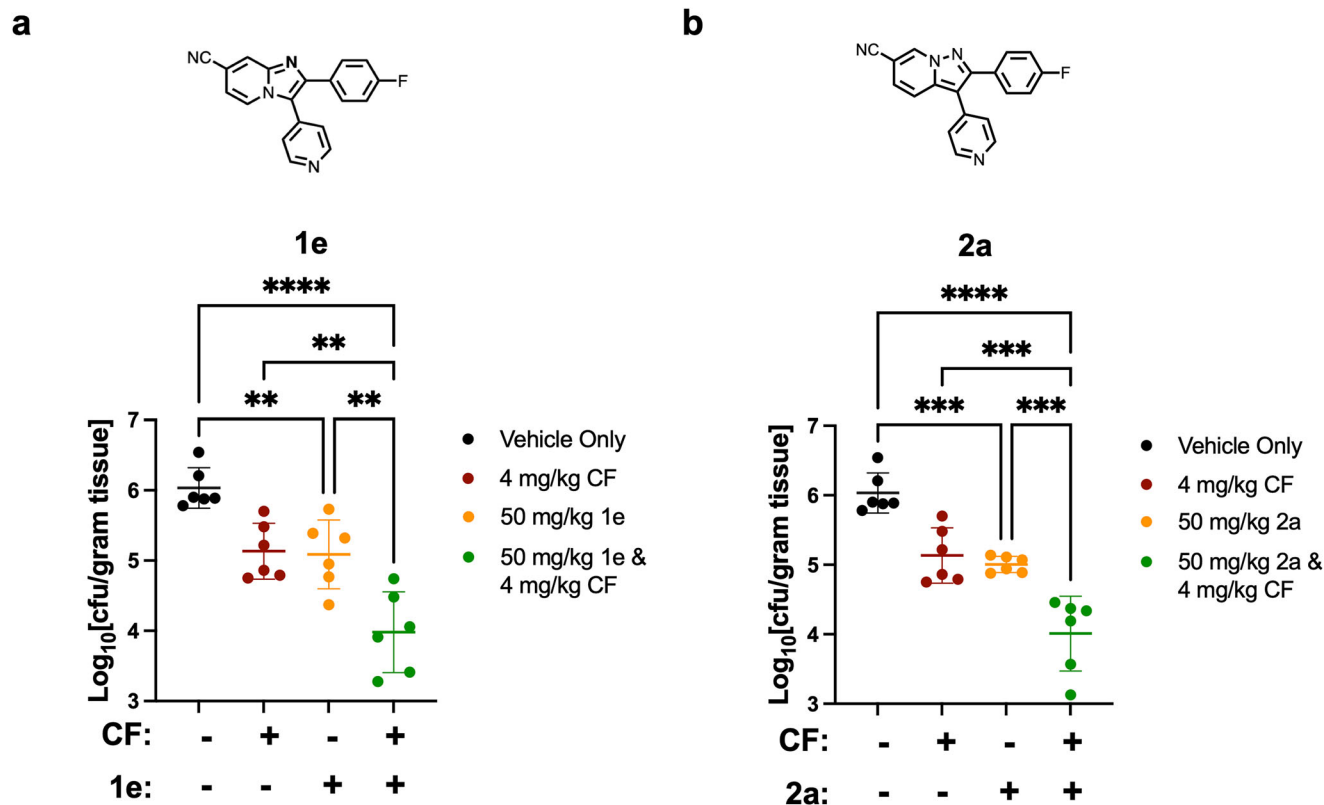 a
NC
N
N
F
N
1e
****
**
**
**
Log10[cfu/gram tissue]
7
6
5
4
3
Vehicle Only
4 mg/kg CF
50 mg/kg 1e
50 mg/kg 1e &
4 mg/kg CF
CF: - + - +
1e: - - + +
b
NC
N
N
F
N
2a
****
***
***
***
Log10[cfu/gram tissue]
7
6
5
4
3
Vehicle Only
4 mg/kg CF
50 mg/kg 2a
50 mg/kg 2a &
4 mg/kg CF
CF: - + - +
2a: - - + +